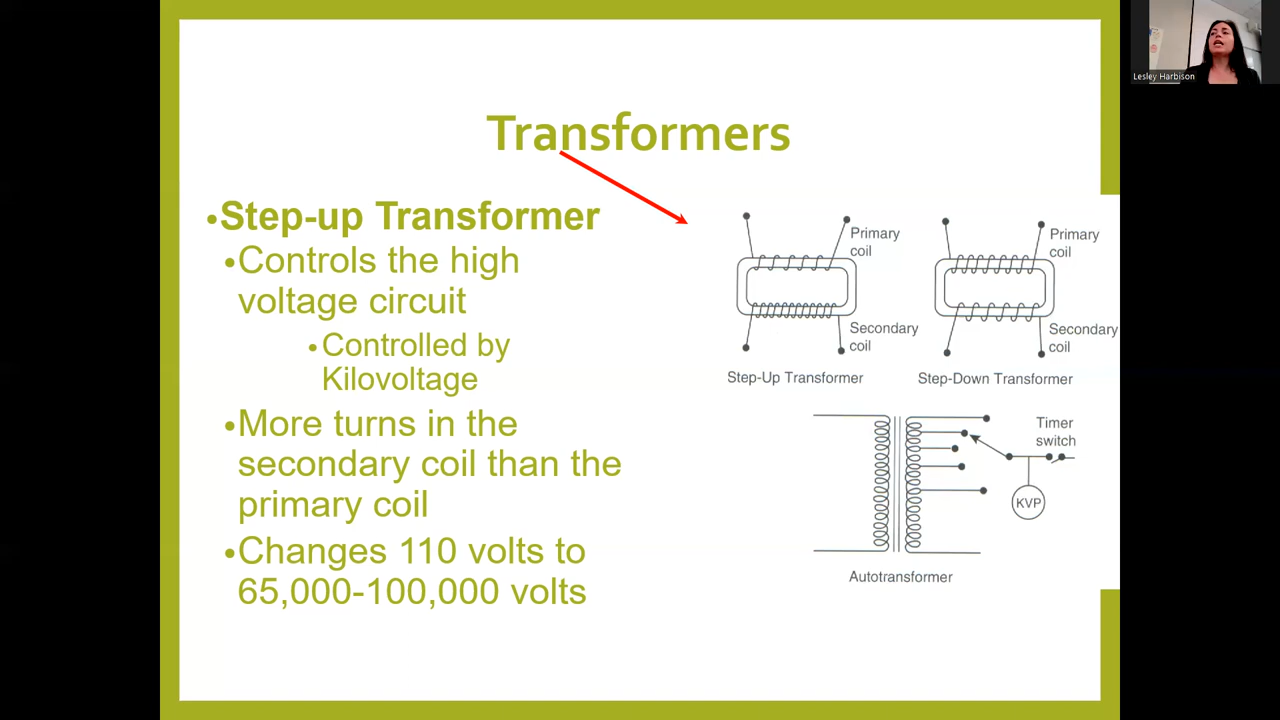 Lesley Harbison
Transformers
•Step-up Transformer
•Controls the high
voltage circuit
•Controlled by
Kilovoltage
•More turns in the
secondary coil than the
primary coil
•Changes 110 volts to
65,000-100,000 volts
Primary
coil
Secondary
coil
Step-Up Transformer
Primary
coil
Secondary
coil
Step-Down Transformer
Timer
switch
KVP
Autotransformer